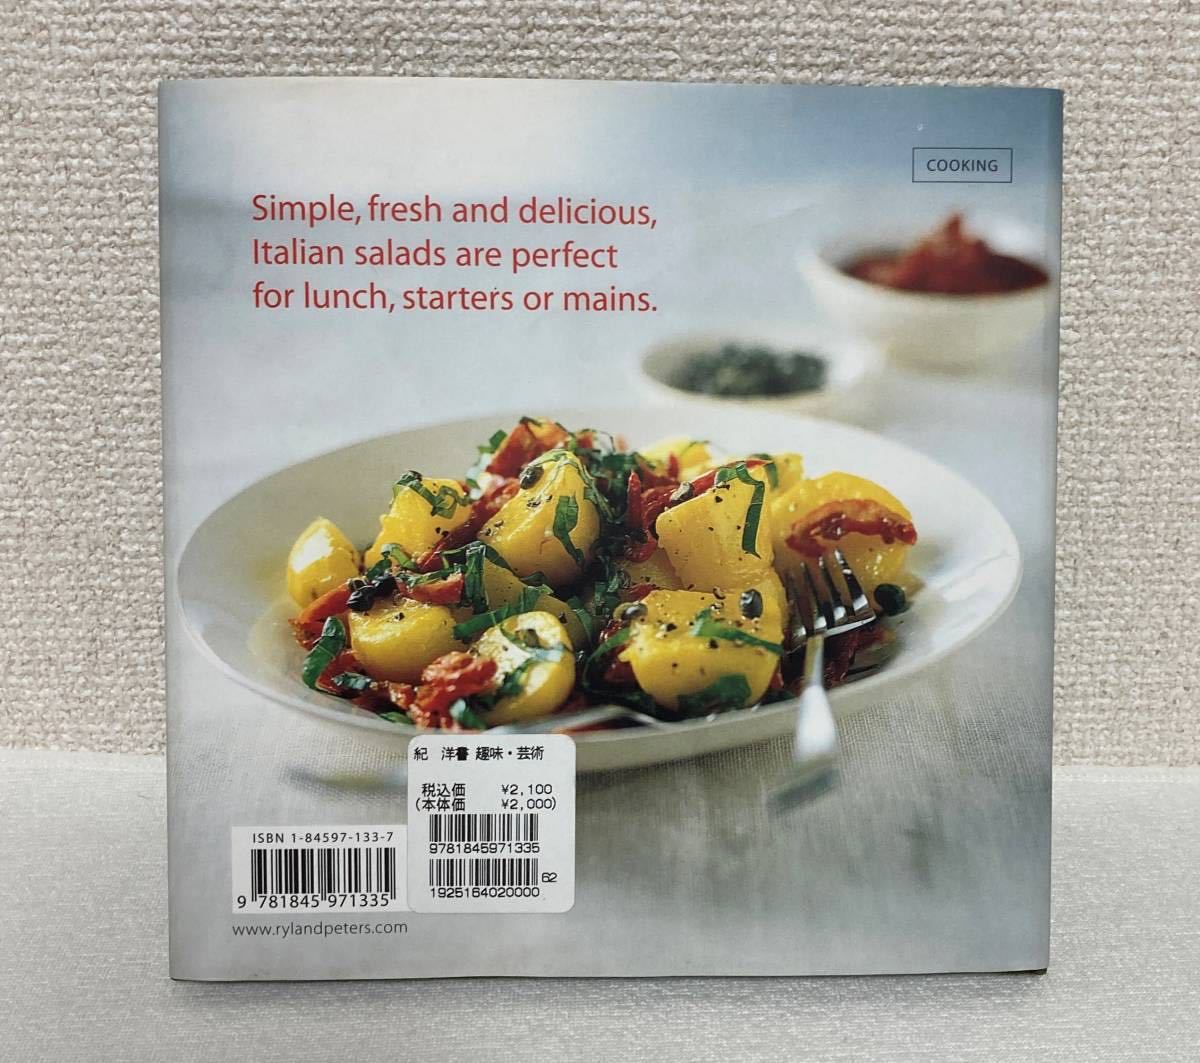 COOKING
Simple, fresh and delicious,
Italian salads are perfect
for lunch, starters or mains.
紀 洋書 趣味・芸術
税込価 ¥2,100
(本体価 ¥2,000)
9781845971335
62
1925164020000
ISBN 1-84597-133-7
9 781845 971335
www.rylandpeters.com